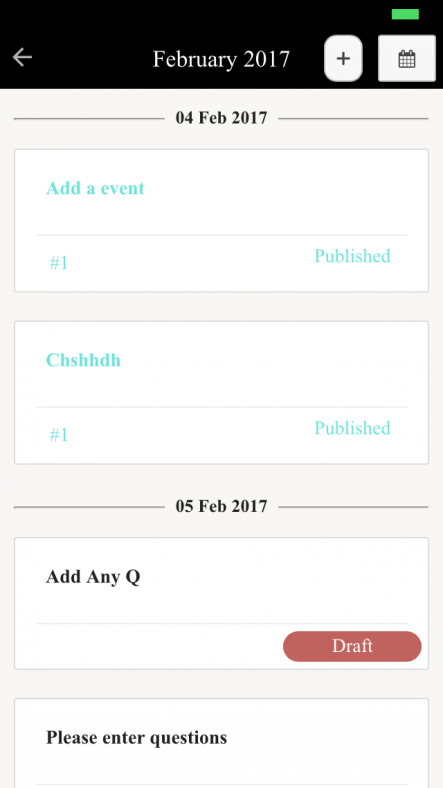 February 2017
+
04 Feb 2017
Add a event
#1
Published
Chshhdh
#1
Published
05 Feb 2017
Add Any Q
Draft
Please enter questions